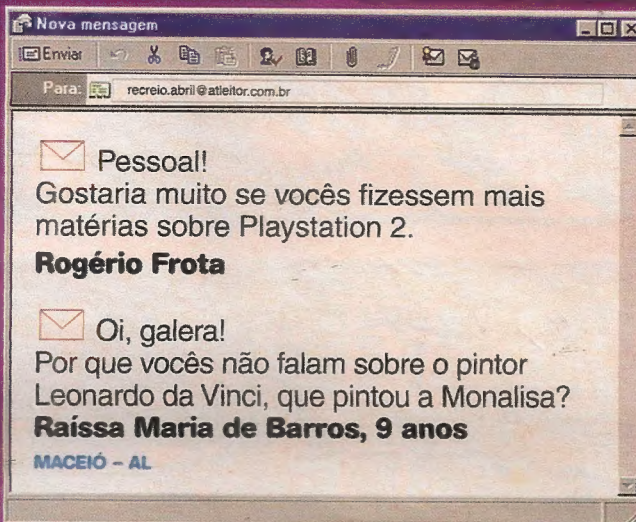 Nova mensagem
Enviar
Para: recreio.abril@atleitor.com.br
Pessoal!
Gostaria muito se vocês fizessem mais
matérias sobre Playstation 2.
Rogério Frota
Oi, galera!
Por que vocês não falam sobre o pintor
Leonardo da Vinci, que pintou a Monalisa?
Raíssa Maria de Barros, 9 anos
MACEIÓ – AL